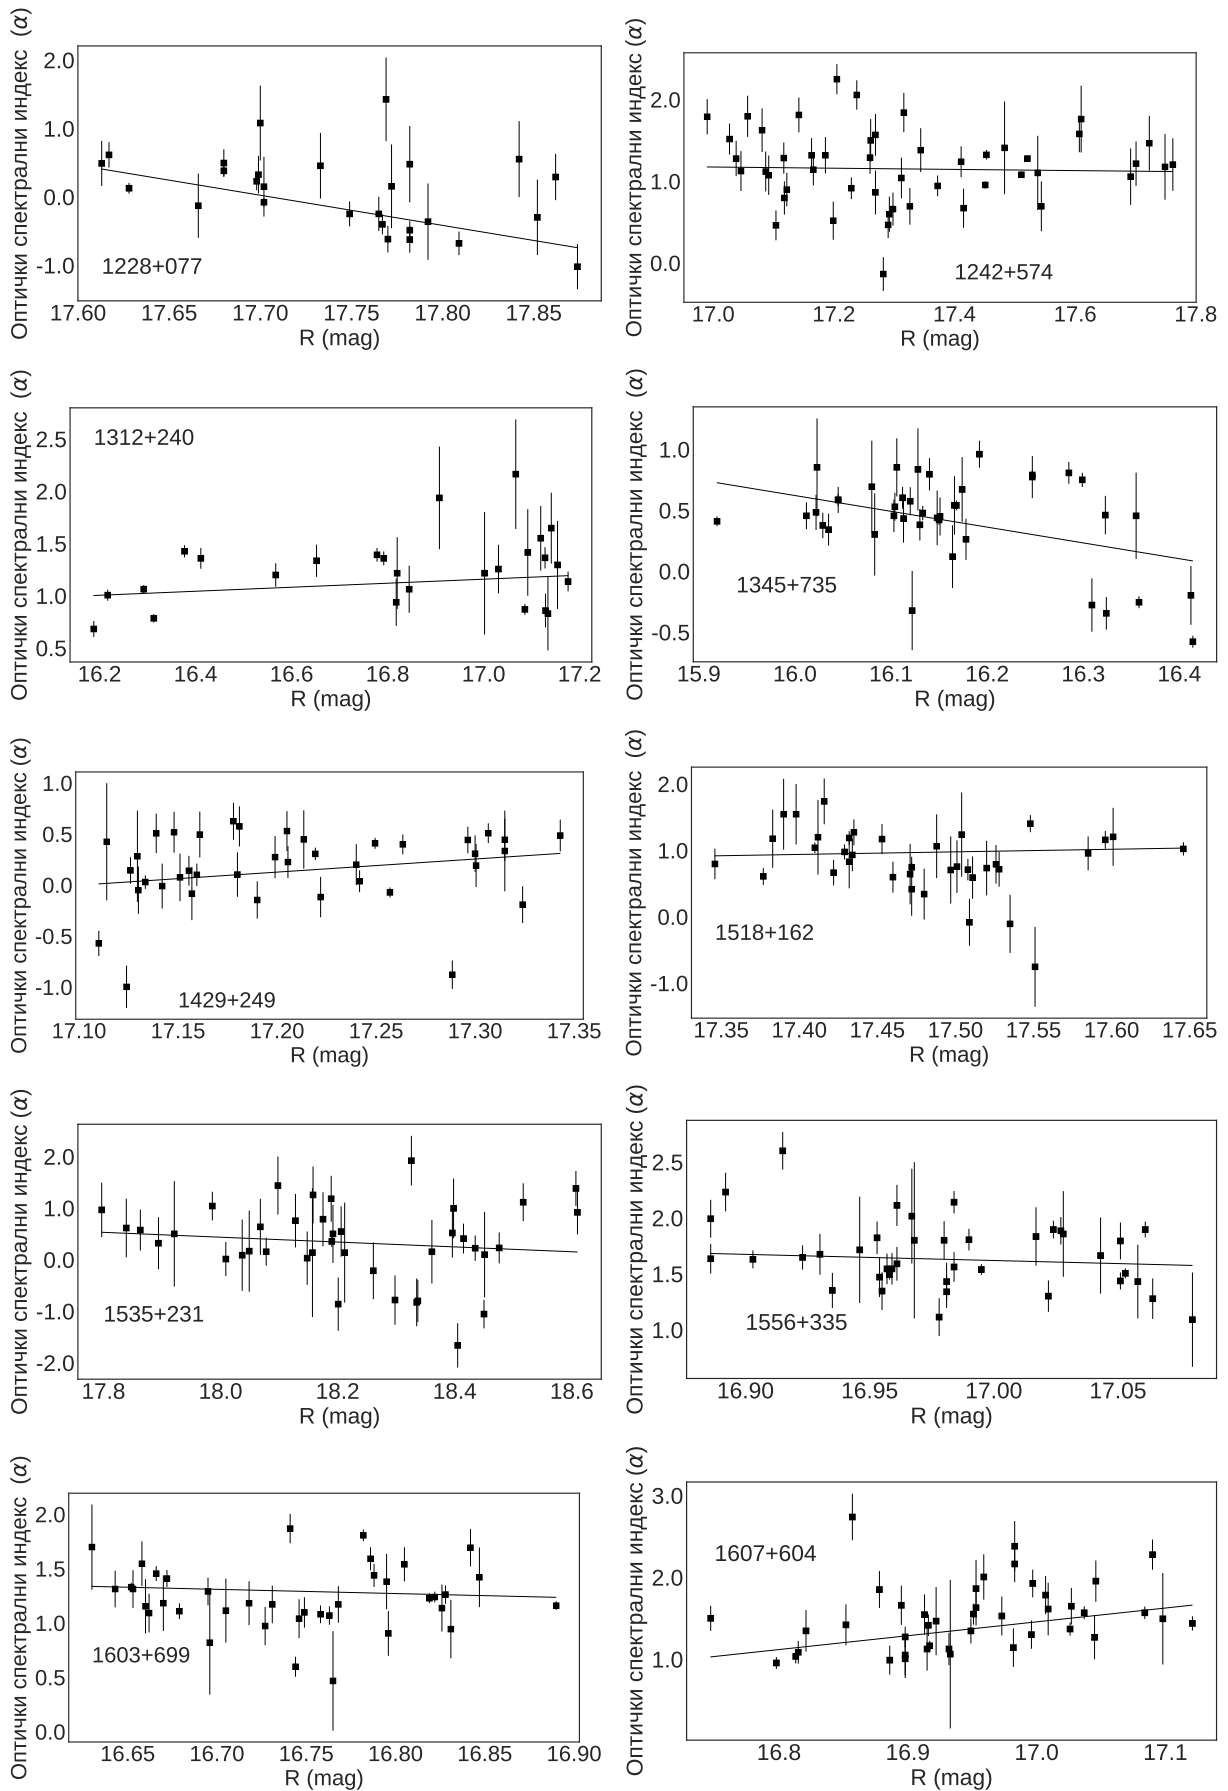 Оптички спектрални индекс (α)
2.0
1.0
0.0
-1.0
1228+077
17.60 17.65 17.70 17.75 17.80 17.85
R (mag)
Оптички спектрални индекс (α)
2.0
1.0
0.0
1242+574
17.0 17.2 17.4 17.6 17.8
R (mag)
Оптички спектрални индекс (α)
2.5
2.0
1.5
1.0
0.5
1312+240
16.2 16.4 16.6 16.8 17.0 17.2
R (mag)
Оптички спектрални индекс (α)
1.0
0.5
0.0
-0.5
1345+735
15.9 16.0 16.1 16.2 16.3 16.4
R (mag)
Оптички спектрални индекс (α)
1.0
0.5
0.0
-0.5
-1.0
1429+249
17.10 17.15 17.20 17.25 17.30 17.35
R (mag)
Оптички спектрални индекс (α)
2.0
1.0
0.0
-1.0
1518+162
17.35 17.40 17.45 17.50 17.55 17.60 17.65
R (mag)
Оптички спектрални индекс (α)
2.0
1.0
0.0
-1.0
-2.0
1535+231
17.8 18.0 18.2 18.4 18.6
R (mag)
Оптички спектрални индекс (α)
2.5
2.0
1.5
1.0
1556+335
16.90 16.95 17.00 17.05
R (mag)
Оптички спектрални индекс (α)
2.0
1.5
1.0
0.5
0.0
1603+699
16.65 16.70 16.75 16.80 16.85 16.90
R (mag)
Оптички спектрални индекс (α)
3.0
2.0
1.0
1607+604
16.8 16.9 17.0 17.1
R (mag)